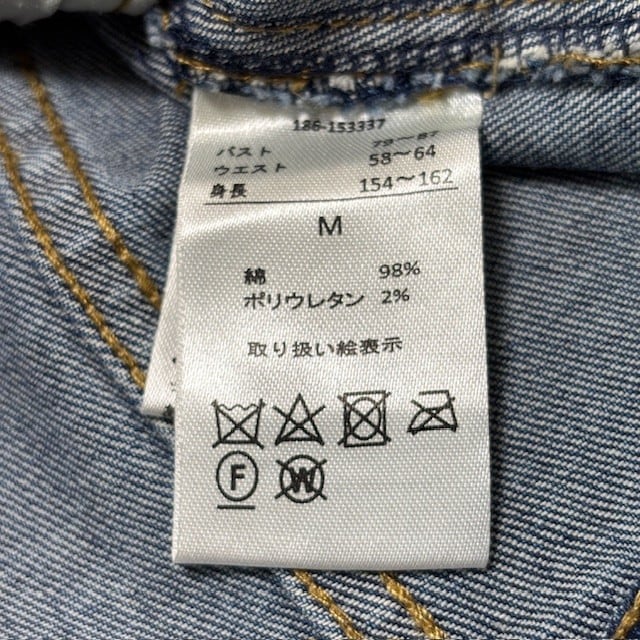 186-153337
バスト
ウエスト 58〜64
身長 154〜162
M
綿 98%
ポリウレタン 2%
取り扱い絵表示
F W